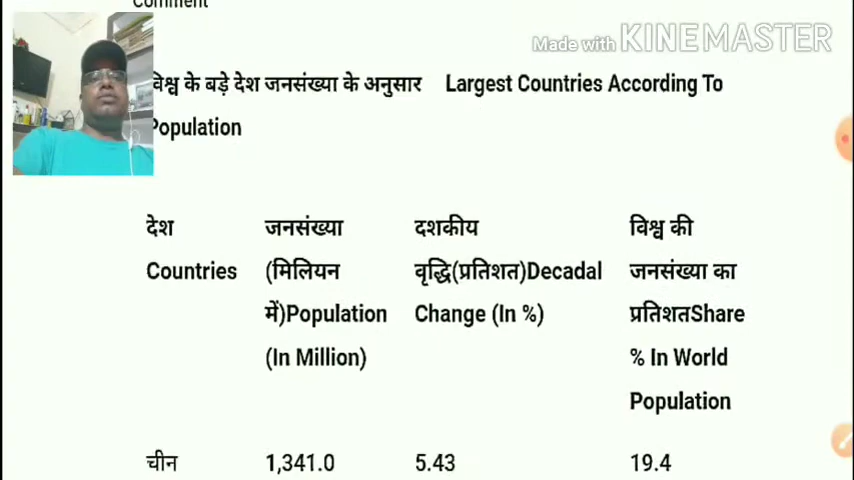 Comment
Made with KINEMASTER
विश्व के बड़े देश जनसंख्या के अनुसार Largest Countries According To
Population
देश
Countries
जनसंख्या
(मिलियन
में)Population
(In Million)
दशकीय
वृद्धि(प्रतिशत)Decadal
Change (In %)
विश्व की
जनसंख्या का
प्रतिशतShare
% In World
Population
चीन 1,341.0 5.43 19.4